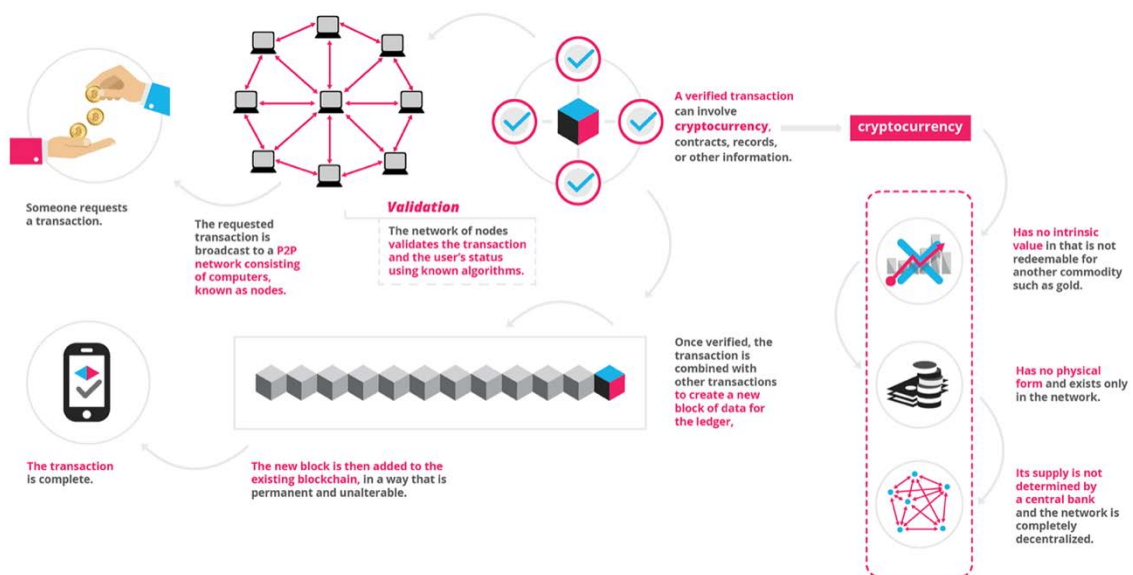 Someone requests
a transaction.
The requested
transaction is
broadcast to a P2P
network consisting
of computers,
known as nodes.
Validation
The network of nodes
validates the transaction
and the user's status
using known algorithms.
A verified transaction
can involve
cryptocurrency,
contracts, records,
or other information.
cryptocurrency
Has no intrinsic
value in that is not
redeemable for
another commodity
such as gold.
Has no physical
form and exists only
in the network.
Its supply is not
determined by
a central bank
and the network is
completely
decentralized.
Once verified, the
transaction is
combined with
other transactions
to create a new
block of data for
the ledger,
The new block is then added to the
existing blockchain, in a way that is
permanent and unalterable.
The transaction
is complete.